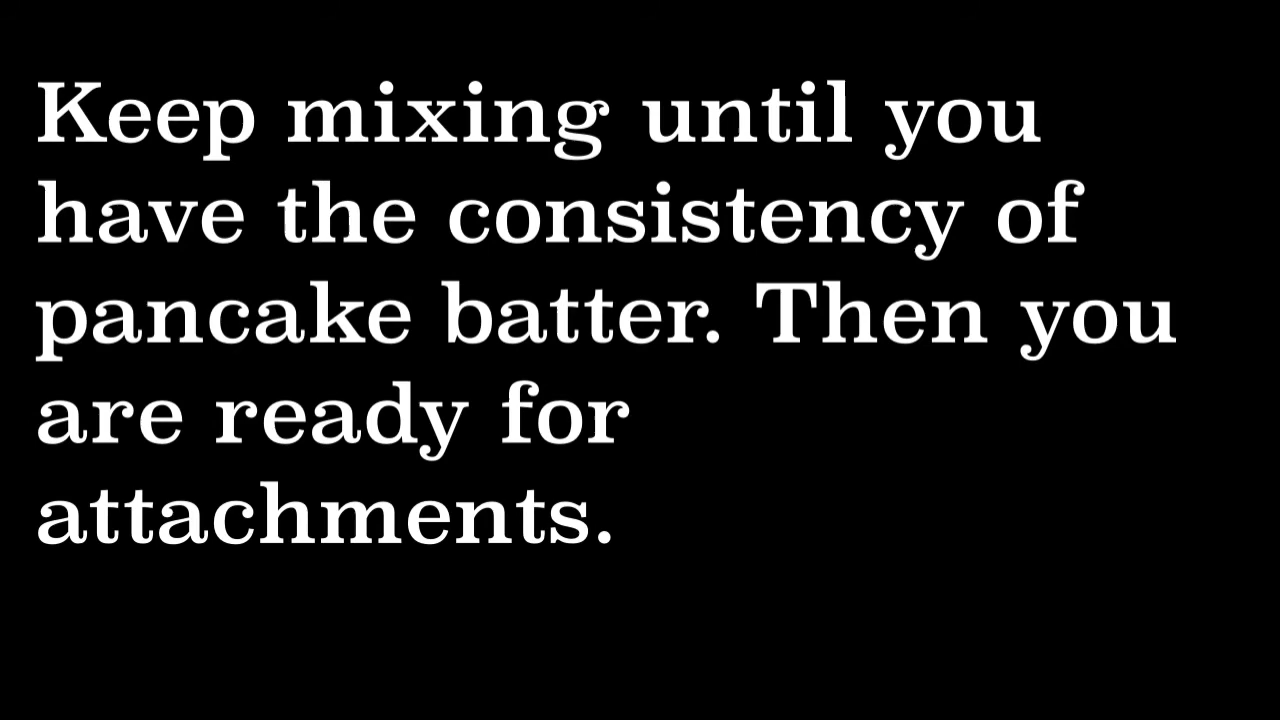 Keep mixing until you
have the consistency of
pancake batter. Then you
are ready for
attachments.